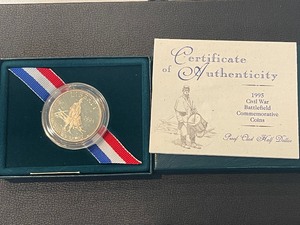 Certificate
of Authenticity
1995
Civil War
Battlefield
Commemorative
Coins
Proof Clad Half Dollar